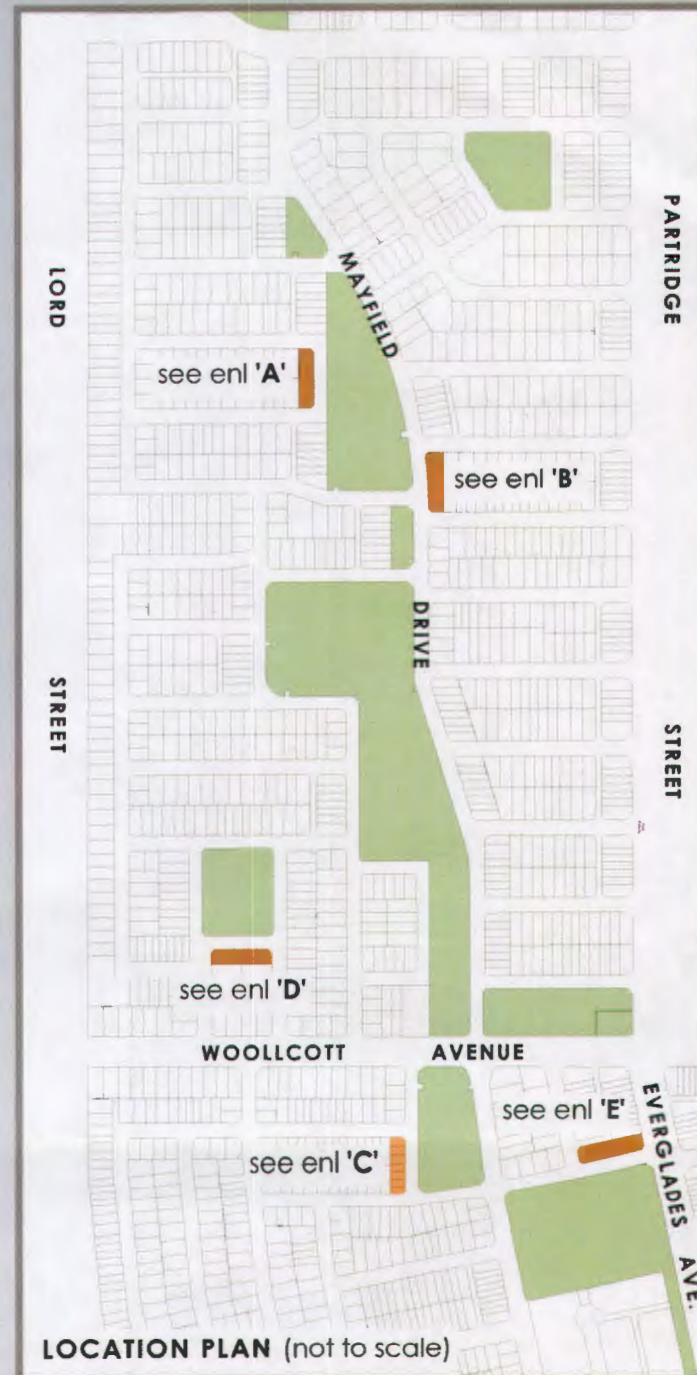 PARTRIDGE
LORD
MAYFIELD
see enl 'A'
see enl 'B'
DRIVE
STREET
STREET
see enl 'D'
WOOLLCOTT AVENUE
see enl 'E'
see enl 'C'
EVERGLADES AVE.
LOCATION PLAN (not to scale)